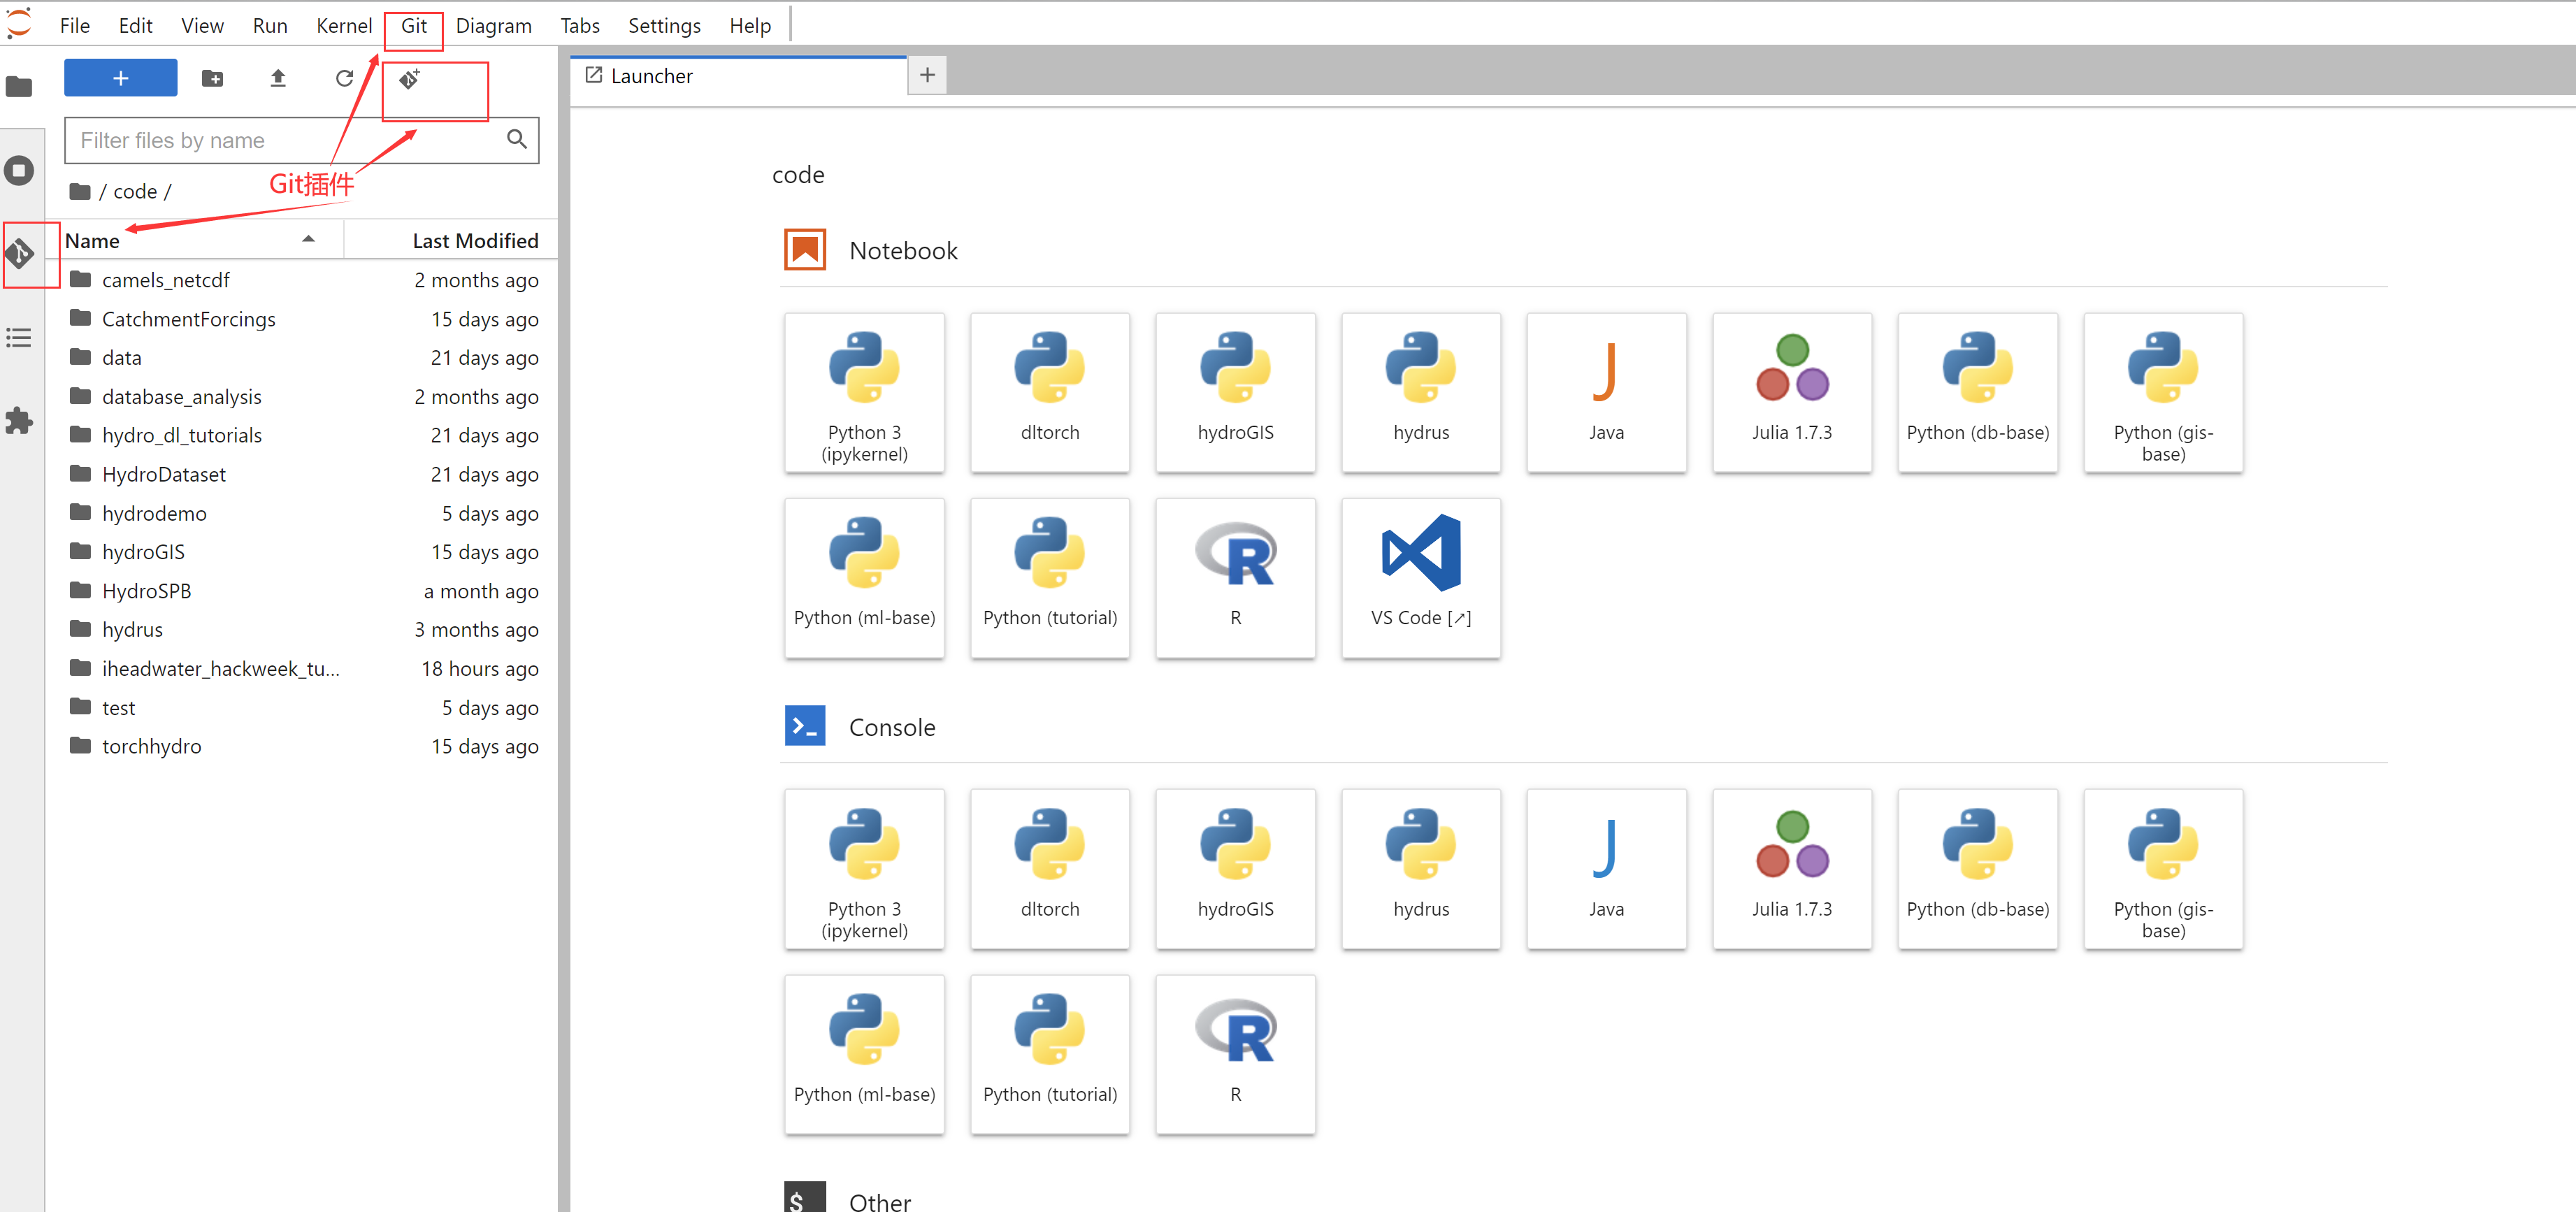 File Edit View Run Kernel Git Diagram Tabs Settings Help
Filter files by name
Git插件
/ code /
Name Last Modified
camels_netcdf 2 months ago
CatchmentForcings 15 days ago
data 21 days ago
database_analysis 2 months ago
hydro_dl_tutorials 21 days ago
HydroDataset 21 days ago
hydrodemo 5 days ago
hydroGIS 15 days ago
HydroSPB a month ago
hydrus 3 months ago
iheadwater_hackweek_tu... 18 hours ago
test 5 days ago
torchhydro 15 days ago
Launcher
code
Notebook
Python 3
(ipykernel)
dltorch
hydroGIS
hydrus
Java
Julia 1.7.3
Python (db-base)
Python (gis-
base)
Python (ml-base)
Python (tutorial)
R
VS Code [↗]
Console
Python 3
(ipykernel)
dltorch
hydroGIS
hydrus
Java
Julia 1.7.3
Python (db-base)
Python (gis-
base)
Python (ml-base)
Python (tutorial)
R
$ Other